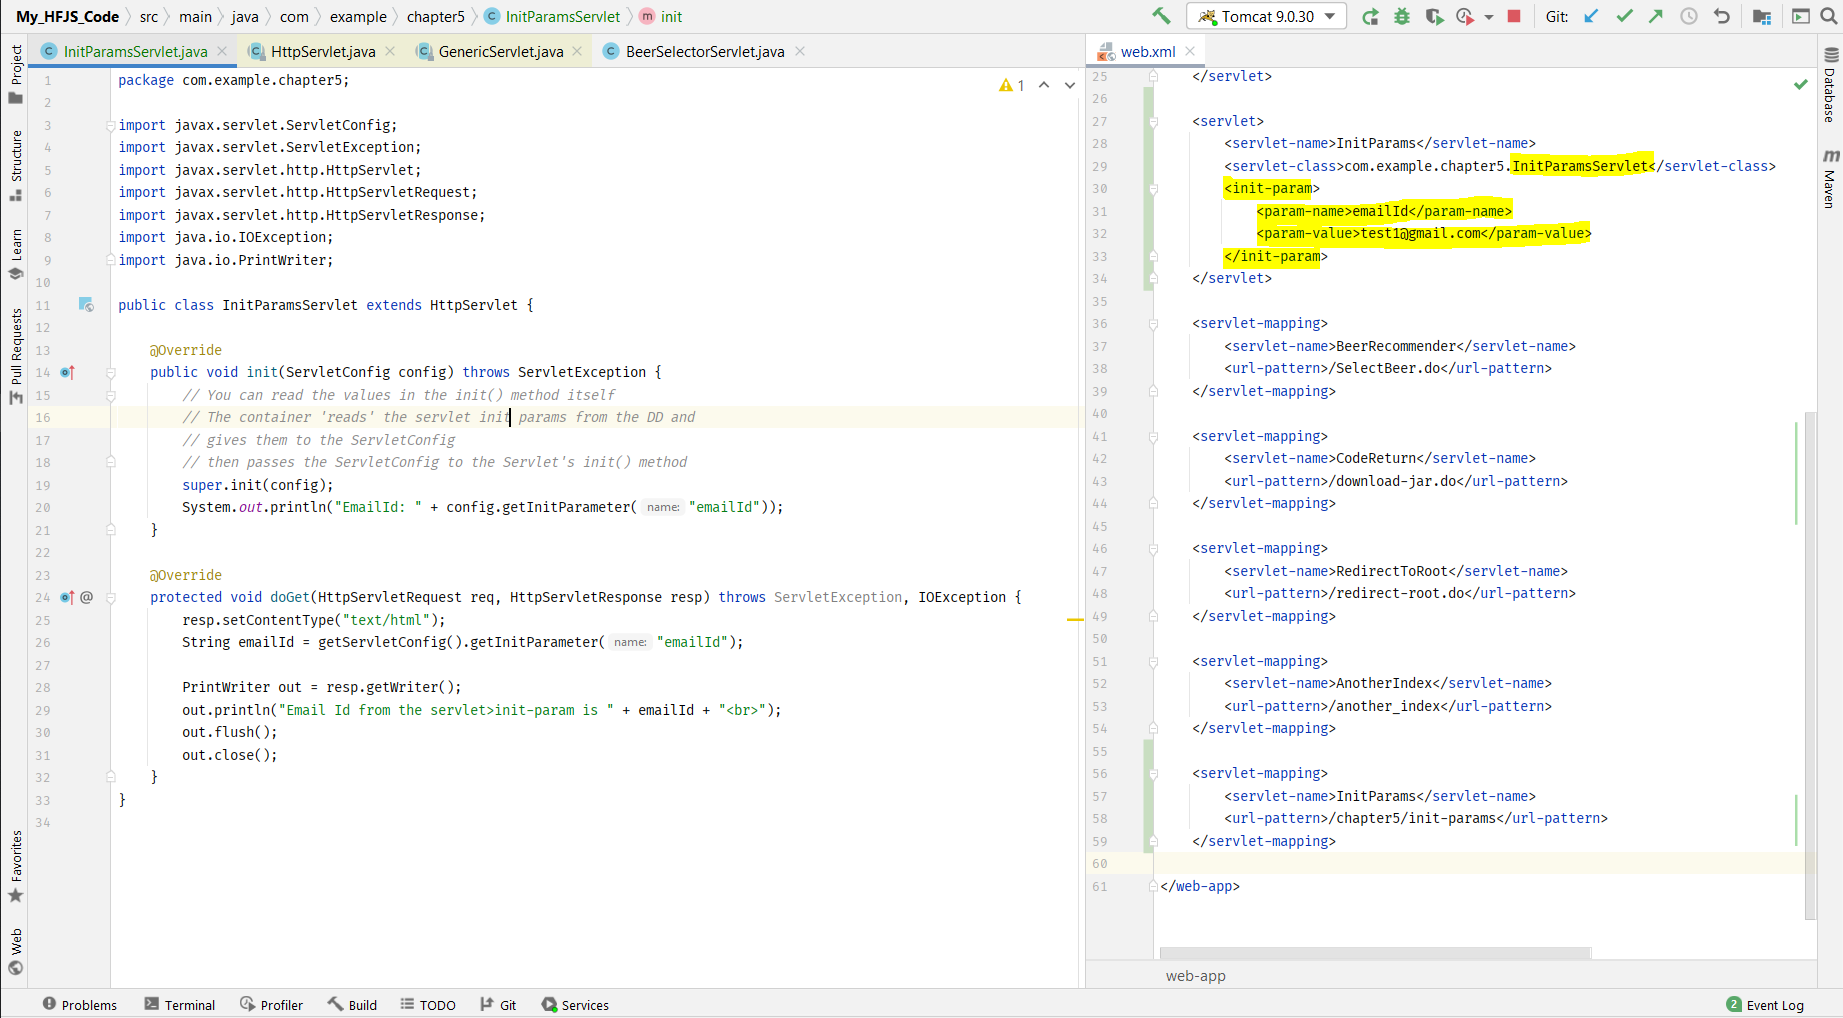 My_HFJS_Code src main java com example chapter5 InitParamsServlet init
Tomcat 9.0.30 Git:
InitParamsServlet.java HttpServlet.java GenericServlet.java BeerSelectorServlet.java
1 package com.example.chapter5;
2
3 import javax.servlet.ServletConfig;
4 import javax.servlet.ServletException;
5 import javax.servlet.http.HttpServlet;
6 import javax.servlet.http.HttpServletRequest;
7 import javax.servlet.http.HttpServletResponse;
8 import java.io.IOException;
9 import java.io.PrintWriter;
10
11 public class InitParamsServlet extends HttpServlet {
12
13 @Override
14 public void init(ServletConfig config) throws ServletException {
15 // You can read the values in the init() method itself
16 // The container 'reads' the servlet init params from the DD and
17 // gives them to the ServletConfig
18 // then passes the ServletConfig to the Servlet's init() method
19 super.init(config);
20 System.out.println("EmailId: " + config.getInitParameter( name: "emailId"));
21 }
22
23 @Override
24 @ protected void doGet(HttpServletRequest req, HttpServletResponse resp) throws ServletException, IOException {
25 resp.setContentType("text/html");
26 String emailId = getServletConfig().getInitParameter( name: "emailId");
27
28 PrintWriter out = resp.getWriter();
29 out.println("Email Id from the servlet>init-param is " + emailId + "<br>");
30 out.flush();
31 out.close();
32 }
33 }
34
1
web.xml
25 </servlet>
26
27 <servlet>
28 <servlet-name>InitParams</servlet-name>
29 <servlet-class>com.example.chapter5.InitParamsServlet</servlet-class>
30 <init-param>
31 <param-name>emailId</param-name>
32 <param-value>test1@gmail.com</param-value>
33 </init-param>
34 </servlet>
35
36 <servlet-mapping>
37 <servlet-name>BeerRecommender</servlet-name>
38 <url-pattern>/SelectBeer.do</url-pattern>
39 </servlet-mapping>
40
41 <servlet-mapping>
42 <servlet-name>CodeReturn</servlet-name>
43 <url-pattern>/download-jar.do</url-pattern>
44 </servlet-mapping>
45
46 <servlet-mapping>
47 <servlet-name>RedirectToRoot</servlet-name>
48 <url-pattern>/redirect-root.do</url-pattern>
49 </servlet-mapping>
50
51 <servlet-mapping>
52 <servlet-name>AnotherIndex</servlet-name>
53 <url-pattern>/another_index</url-pattern>
54 </servlet-mapping>
55
56 <servlet-mapping>
57 <servlet-name>InitParams</servlet-name>
58 <url-pattern>/chapter5/init-params</url-pattern>
59 </servlet-mapping>
60
61 </web-app>
web-app
Project
Structure
Learn
Pull Requests
Favorites
Web
Database
Maven
Problems Terminal Profiler Build TODO Git Services
2 Event Log